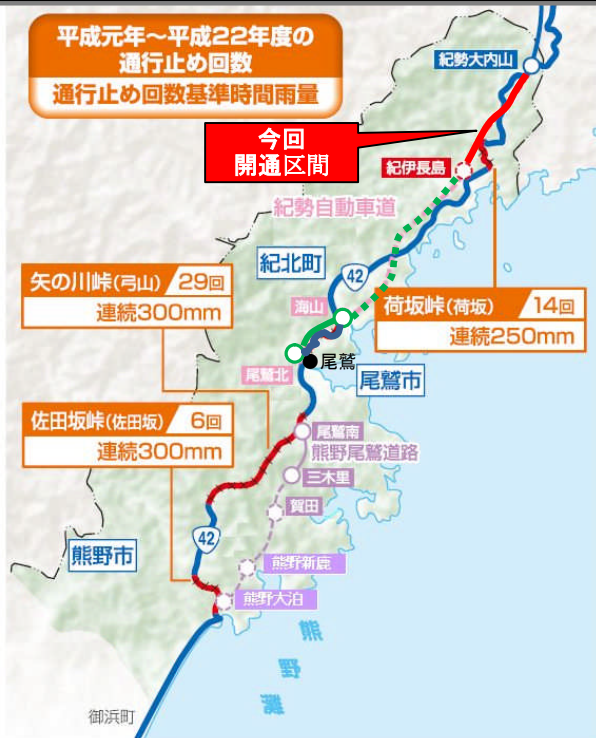 平成元年～平成22年度の
通行止め回数
通行止め回数基準時間雨量
紀勢大内山
今回
開通区間
紀伊長島
紀勢自動車道
紀北町
42
矢の川峠(弓山) 29回
連続300mm
海山
荷坂峠(荷坂) 14回
連続250mm
尾鷲
尾鷲北
尾鷲市
佐田坂峠(佐田坂) 6回
連続300mm
尾鷲南
熊野尾鷲道路
三木里
賀田
42
熊野市
熊野新鹿
熊野大泊
熊野灘
御浜町